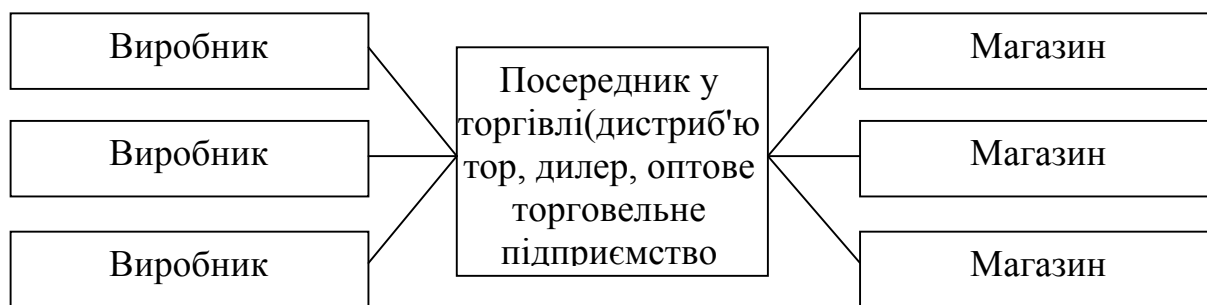 Виробник
Виробник
Виробник
Посередник у
торгівлі(дистриб'ю
тор, дилер, оптове
торговельне
підприємство
Магазин
Магазин
Магазин